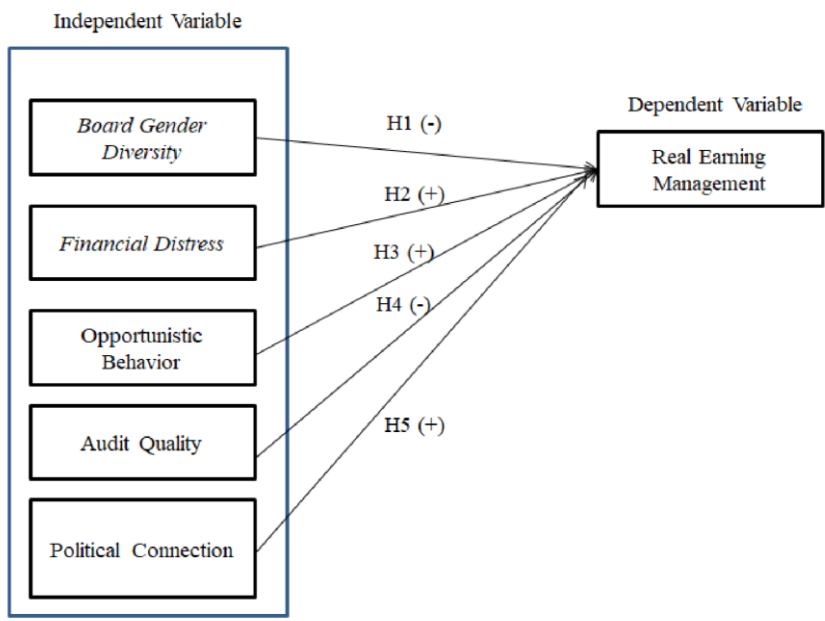 Independent Variable
Board Gender
Diversity
Financial Distress
Opportunistic
Behavior
Audit Quality
Political Connection
H1 (-)
H2 (+)
H3 (+)
H4 (-)
H5 (+)
Dependent Variable
Real Earning
Management